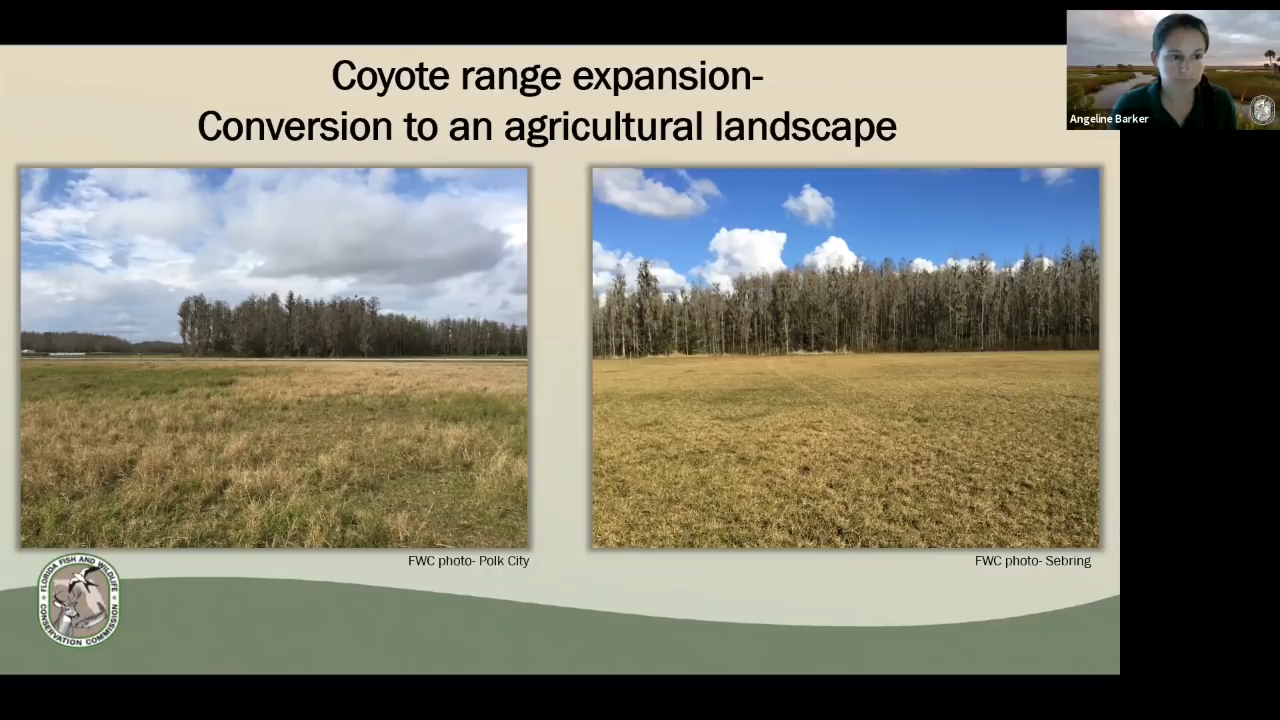 Coyote range expansion-
Conversion to an agricultural landscape
Angeline Barker
FWC photo- Polk City
FWC photo- Sebring
FLORIDA FISH AND WILDLIFE
CONSERVATION COMMISSION